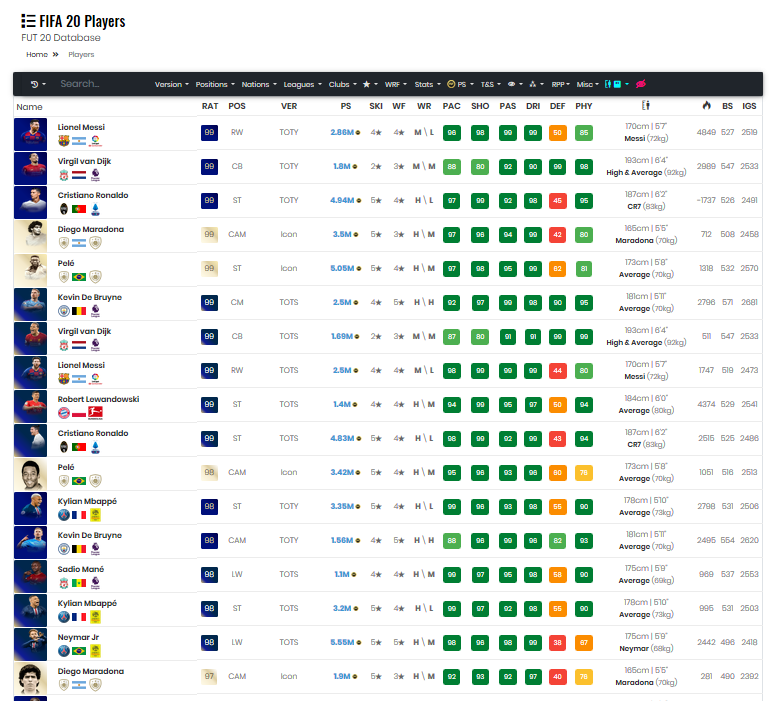 FIFA 20 Players
FUT 20 Database
Home » Players
Search... Version Positions Nations Leagues Clubs ★ WRF Stats PS T&S RPP Misc
Name RAT POS VER PS SKI WF WR PAC SHO PAS DRI DEF PHY BS IGS
Lionel Messi 99 RW TOTY 2.86M 4★ 4★ M \ L 96 98 99 99 50 85 170cm | 5'7" Messi (72kg) 4849 527 2519
Virgil van Dijk 99 CB TOTY 1.8M 2★ 3★ M \ M 88 80 92 90 99 98 193cm | 6'4" High & Average (92kg) 2989 547 2533
Cristiano Ronaldo 99 ST TOTY 4.94M 5★ 4★ H \ L 97 99 92 98 45 95 187cm | 6'2" CR7 (83kg) -1737 526 2491
Diego Maradona 99 CAM Icon 3.5M 5★ 3★ H \ M 97 98 94 99 42 80 165cm | 5'5" Maradona (70kg) 712 508 2458
Pelé 99 ST Icon 5.05M 5★ 4★ H \ M 97 98 95 99 62 81 173cm | 5'8" Average (70kg) 1318 532 2570
Kevin De Bruyne 99 CM TOTS 2.5M 4★ 5★ H \ H 92 97 99 98 90 95 181cm | 5'11" Average (70kg) 2796 571 2681
Virgil van Dijk 99 CB TOTS 1.69M 2★ 3★ M \ M 87 80 91 91 99 99 193cm | 6'4" High & Average (92kg) 511 547 2533
Lionel Messi 99 RW TOTS 2.5M 4★ 4★ M \ L 98 99 99 99 44 80 170cm | 5'7" Messi (72kg) 1747 519 2473
Robert Lewandowski 99 ST TOTS 1.4M 4★ 4★ H \ M 94 99 95 97 50 94 184cm | 6'0" Average (80kg) 4374 529 2541
Cristiano Ronaldo 99 ST TOTS 4.83M 5★ 4★ H \ L 98 99 92 99 43 94 187cm | 6'2" CR7 (83kg) 2515 525 2486
Pelé 98 CAM Icon 3.42M 5★ 4★ H \ M 95 96 93 96 60 76 173cm | 5'8" Average (70kg) 1051 516 2513
Kylian Mbappé 98 ST TOTY 3.35M 5★ 4★ H \ L 99 96 93 98 55 90 178cm | 5'10" Average (73kg) 2798 531 2506
Kevin De Bruyne 98 CAM TOTY 1.56M 4★ 5★ H \ H 88 96 99 96 82 93 181cm | 5'11" Average (70kg) 2495 554 2620
Sadio Mané 98 LW TOTS 1.1M 4★ 4★ H \ M 99 97 95 98 58 90 175cm | 5'9" Average (69kg) 969 537 2553
Kylian Mbappé 98 ST TOTS 3.2M 5★ 4★ H \ L 99 97 92 98 55 90 178cm | 5'10" Average (73kg) 995 531 2503
Neymar Jr 98 LW TOTS 5.55M 5★ 5★ H \ M 98 96 98 99 38 67 175cm | 5'9" Neymar (68kg) 2442 496 2418
Diego Maradona 97 CAM Icon 1.9M 5★ 3★ H \ M 92 93 92 97 40 76 165cm | 5'5" Maradona (70kg) 281 490 2392